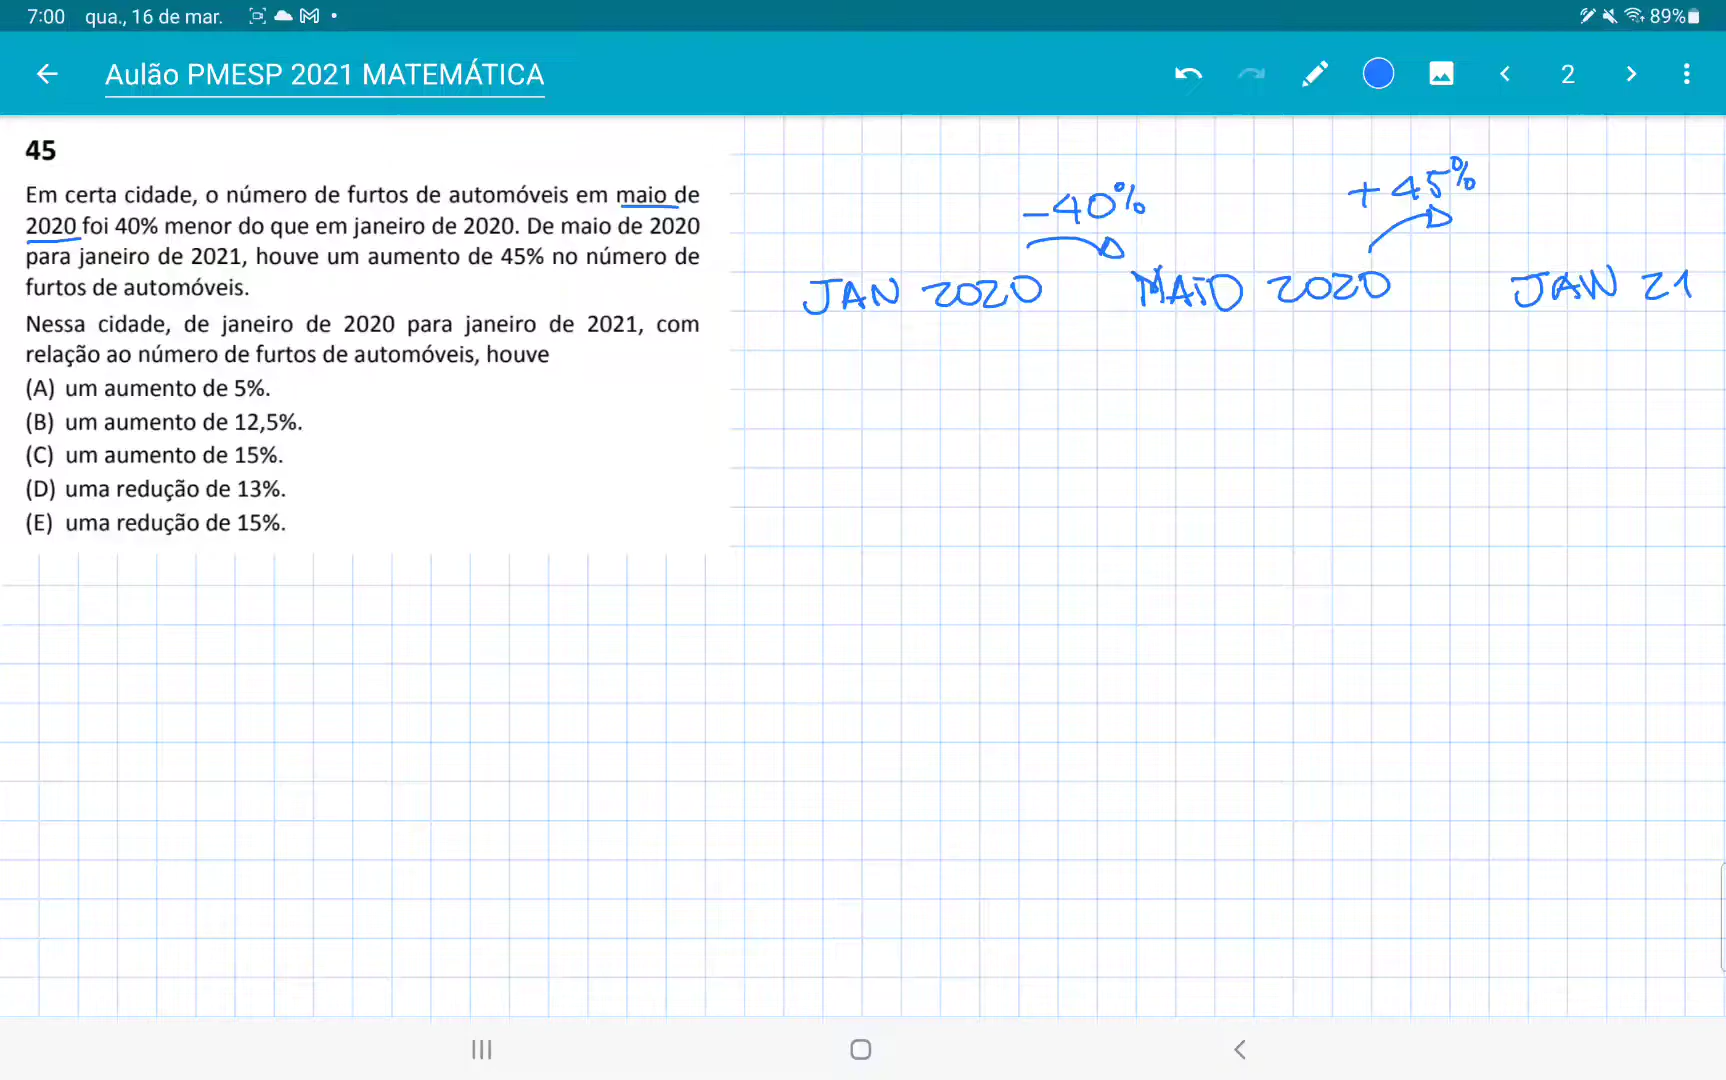 7:00 qua., 16 de mar.
89%
Aulão PMESP 2021 MATEMÁTICA
2
45
Em certa cidade, o número de furtos de automóveis em maio de
2020 foi 40% menor do que em janeiro de 2020. De maio de 2020
para janeiro de 2021, houve um aumento de 45% no número de
furtos de automóveis.
Nessa cidade, de janeiro de 2020 para janeiro de 2021, com
relação ao número de furtos de automóveis, houve
(A) um aumento de 5%.
(B) um aumento de 12,5%.
(C) um aumento de 15%.
(D) uma redução de 13%.
(E) uma redução de 15%.
-40%
+45%
JAN 2020 MAIO 2020 JAN 21